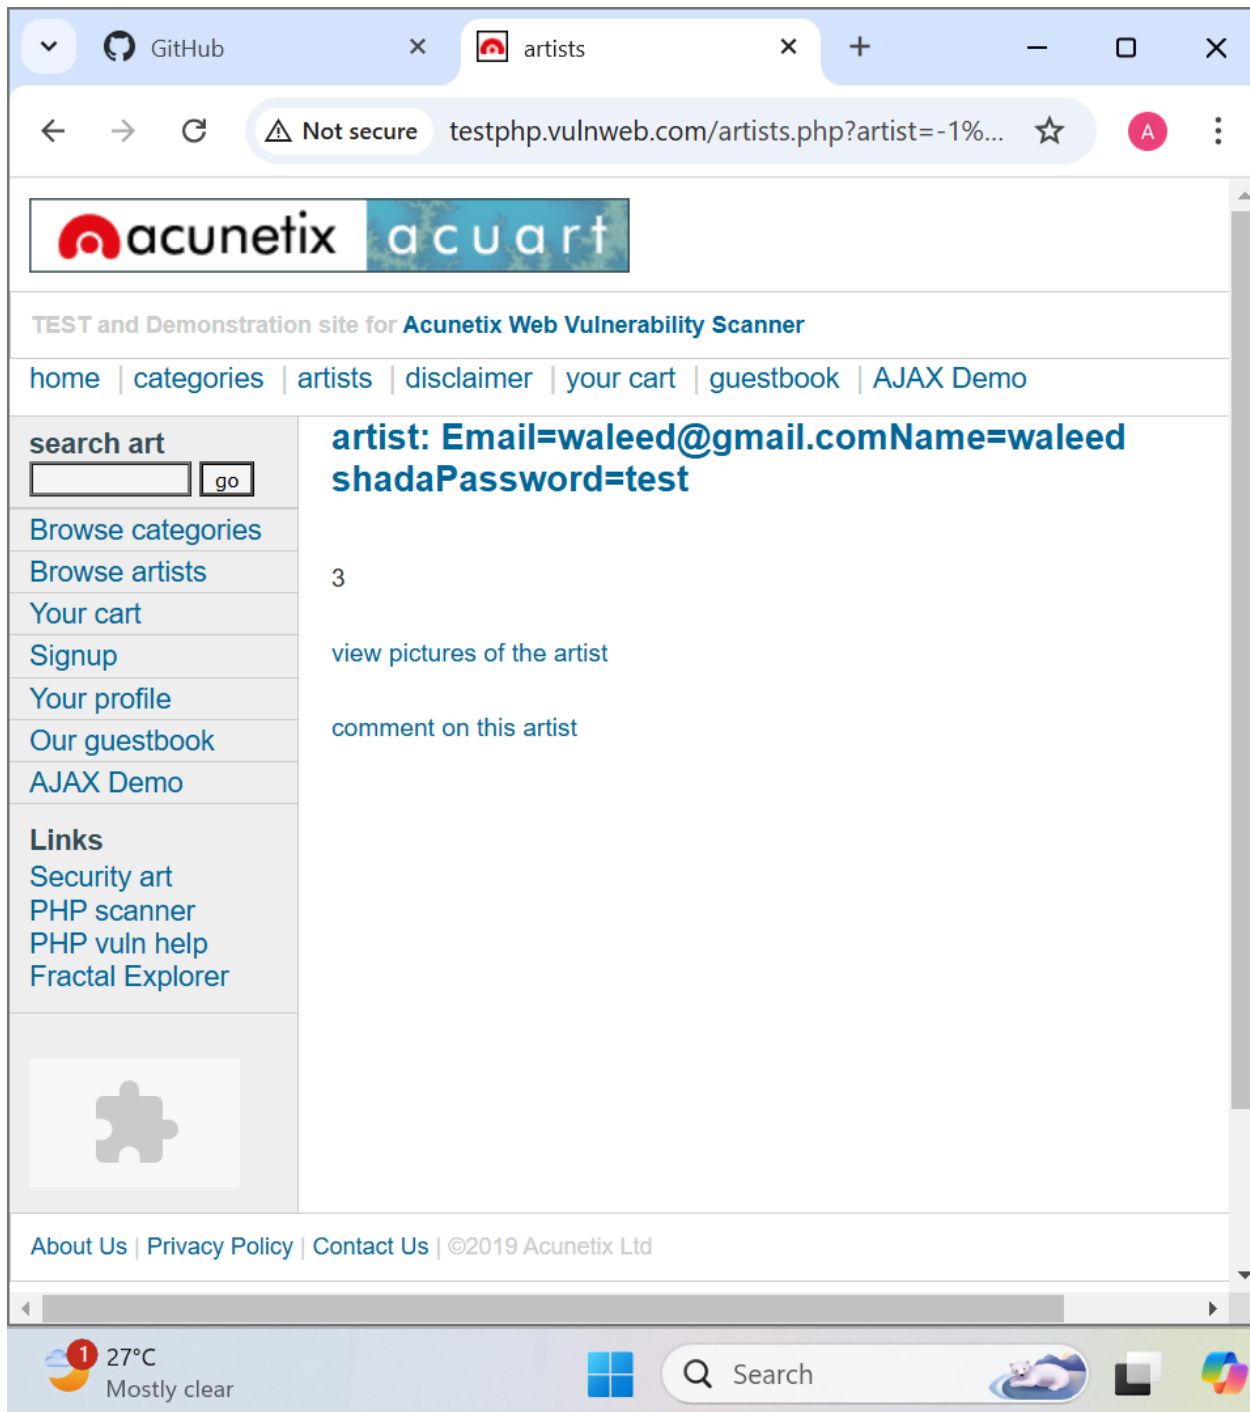 GitHub
artists
Not secure
testphp.vulnweb.com/artists.php?artist=-1%...
A
acunetix acuart
TEST and Demonstration site for Acunetix Web Vulnerability Scanner
home | categories | artists | disclaimer | your cart | guestbook | AJAX Demo
search art
go
Browse categories
Browse artists
Your cart
Signup
Your profile
Our guestbook
AJAX Demo
Links
Security art
PHP scanner
PHP vuln help
Fractal Explorer
artist: Email=waleed@gmail.comName=waleed
shadaPassword=test
3
view pictures of the artist
comment on this artist
About Us | Privacy Policy | Contact Us | ©2019 Acunetix Ltd
1
27°C
Mostly clear
Search